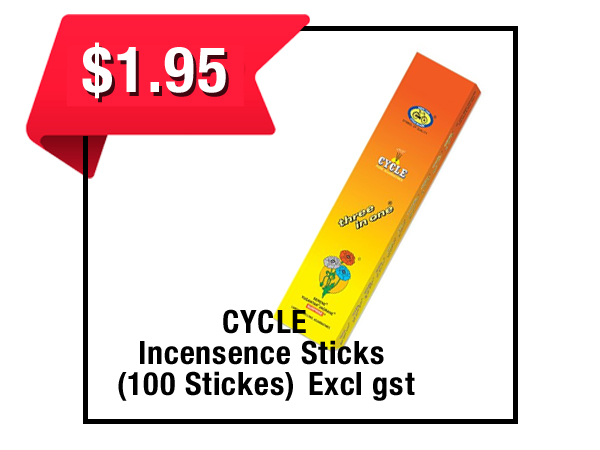 $1.95
CYCLE
three
in one
CYCLE
Incensence Sticks
(100 Stickes) Excl gst